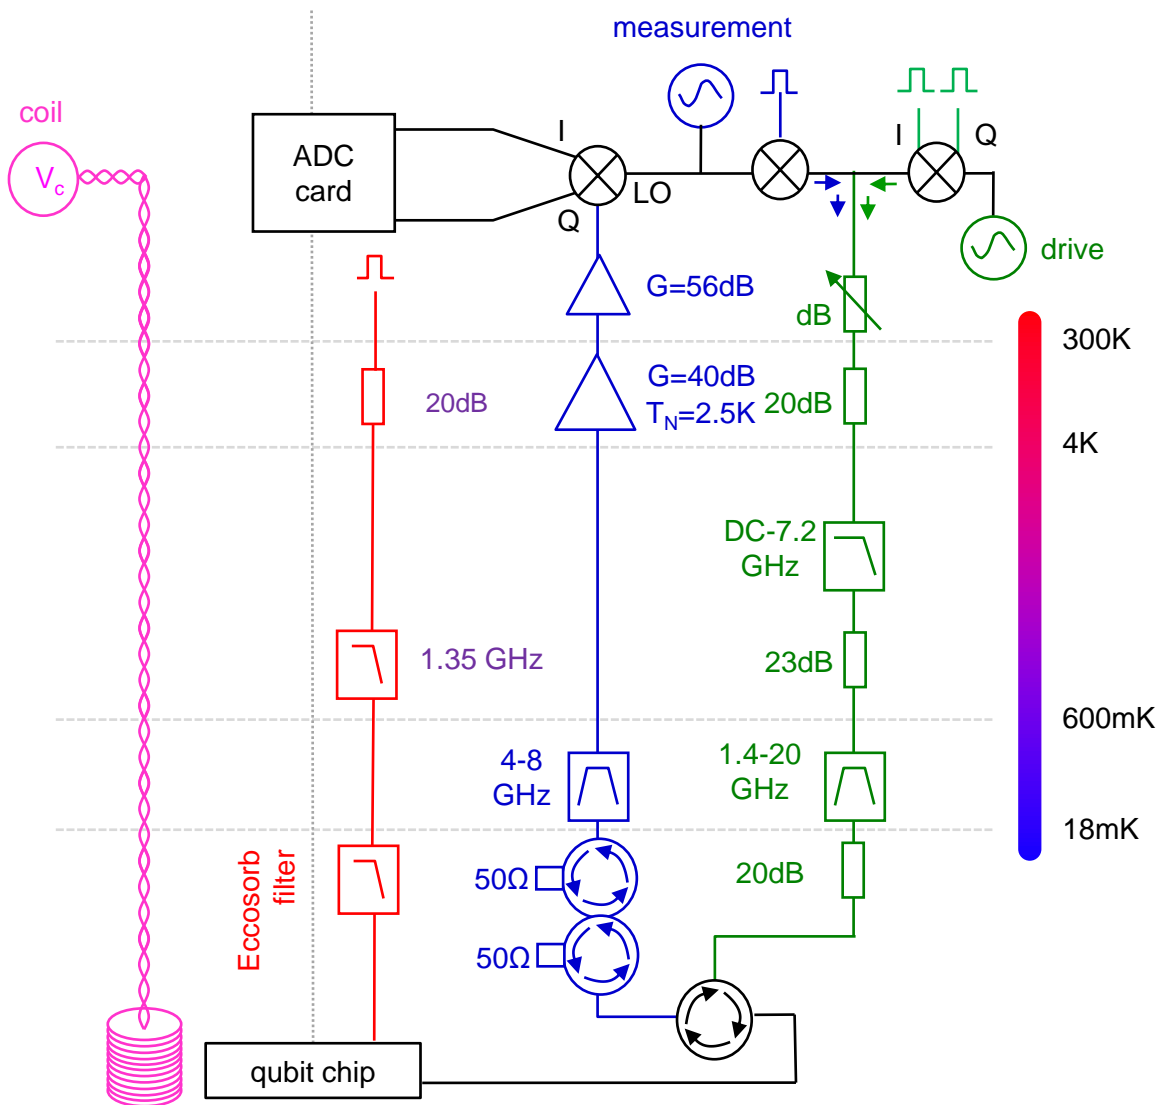 measurement
coil
V_c
ADC
card
I
Q
LO
I
Q
drive
G=56dB
dB
300K
20dB
G=40dB
T_N=2.5K
20dB
4K
DC-7.2
GHz
1.35 GHz
23dB
600mK
4-8
GHz
1.4-20
GHz
18mK
Eccosorb
filter
50Ω
20dB
50Ω
qubit chip